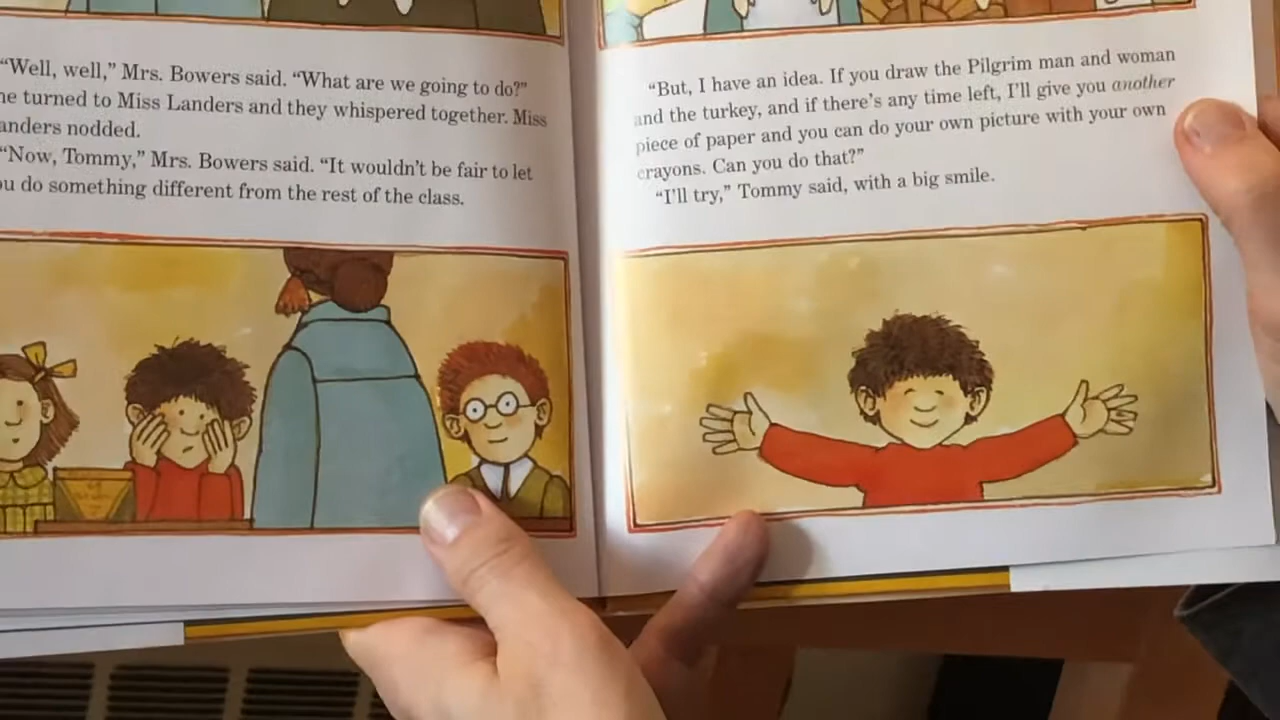 “Well, well,” Mrs. Bowers said. “What are we going to do?”
he turned to Miss Landers and they whispered together. Miss
anders nodded.
“Now, Tommy,” Mrs. Bowers said. “It wouldn’t be fair to let
ou do something different from the rest of the class.
“But, I have an idea. If you draw the Pilgrim man and woman
and the turkey, and if there’s any time left, I’ll give you another
piece of paper and you can do your own picture with your own
crayons. Can you do that?”
“I’ll try,” Tommy said, with a big smile.